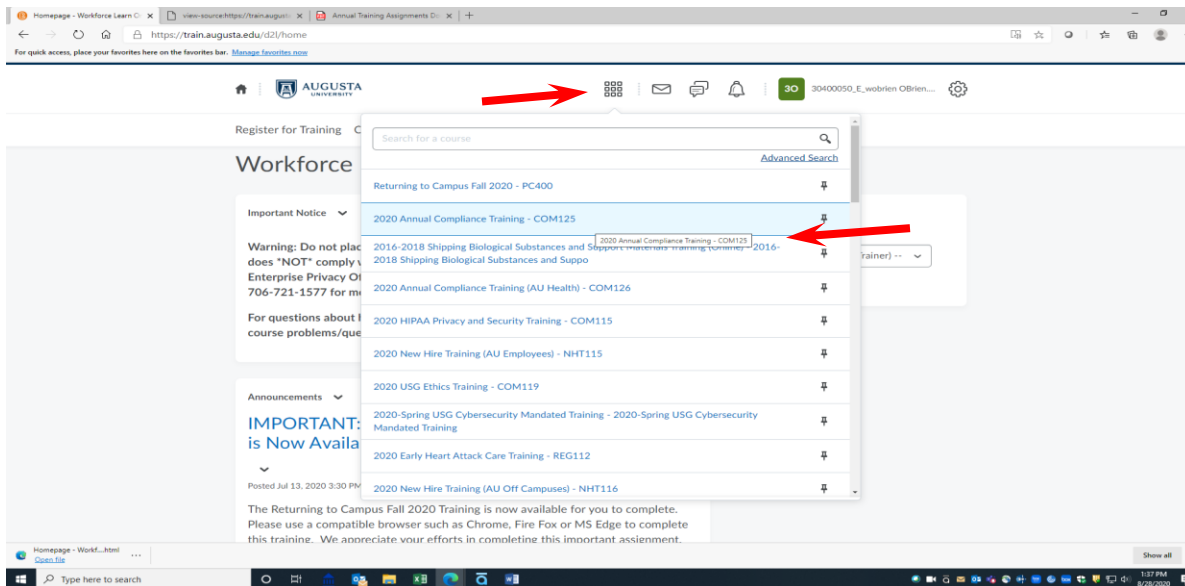 Homepage - Workforce Learn C
view-source:https://train.august
Annual Training Assignments Do
https://train.augusta.edu/d2l/home
For quick access, place your favorites here on the favorites bar. Manage favorites now
AUGUSTA
UNIVERSITY
30
30400050_E_wobrien OBrien....
Register for Training C
Search for a course
Advanced Search
Workforce
Returning to Campus Fall 2020 - PC400
Important Notice
2020 Annual Compliance Training - COM125
2020 Annual Compliance Training - COM125
Warning: Do not plac
does *NOT* comply v
Enterprise Privacy Of
706-721-1577 for m
2016-2018 Shipping Biological Substances and Support Materials Training (Online) - 2016-
2018 Shipping Biological Substances and Suppo
rainer) --
2020 Annual Compliance Training (AU Health) - COM126
For questions about
course problems/que
2020 HIPAA Privacy and Security Training - COM115
2020 New Hire Training (AU Employees) - NHT115
2020 USG Ethics Training - COM119
Announcements
IMPORTANT:
is Now Availa
2020-Spring USG Cybersecurity Mandated Training - 2020-Spring USG Cybersecurity
Mandated Training
2020 Early Heart Attack Care Training - REG112
Posted Jul 13, 2020 3:30 PM
2020 New Hire Training (AU Off Campuses) - NHT116
The Returning to Campus Fall 2020 Training is now available for you to complete.
Please use a compatible browser such as Chrome, Fire Fox or MS Edge to complete
this training. We appreciate your efforts in completing this important assignment.
Homepage - Workf....html
Open file
Show all
Type here to search
1:37 PM
8/28/2020